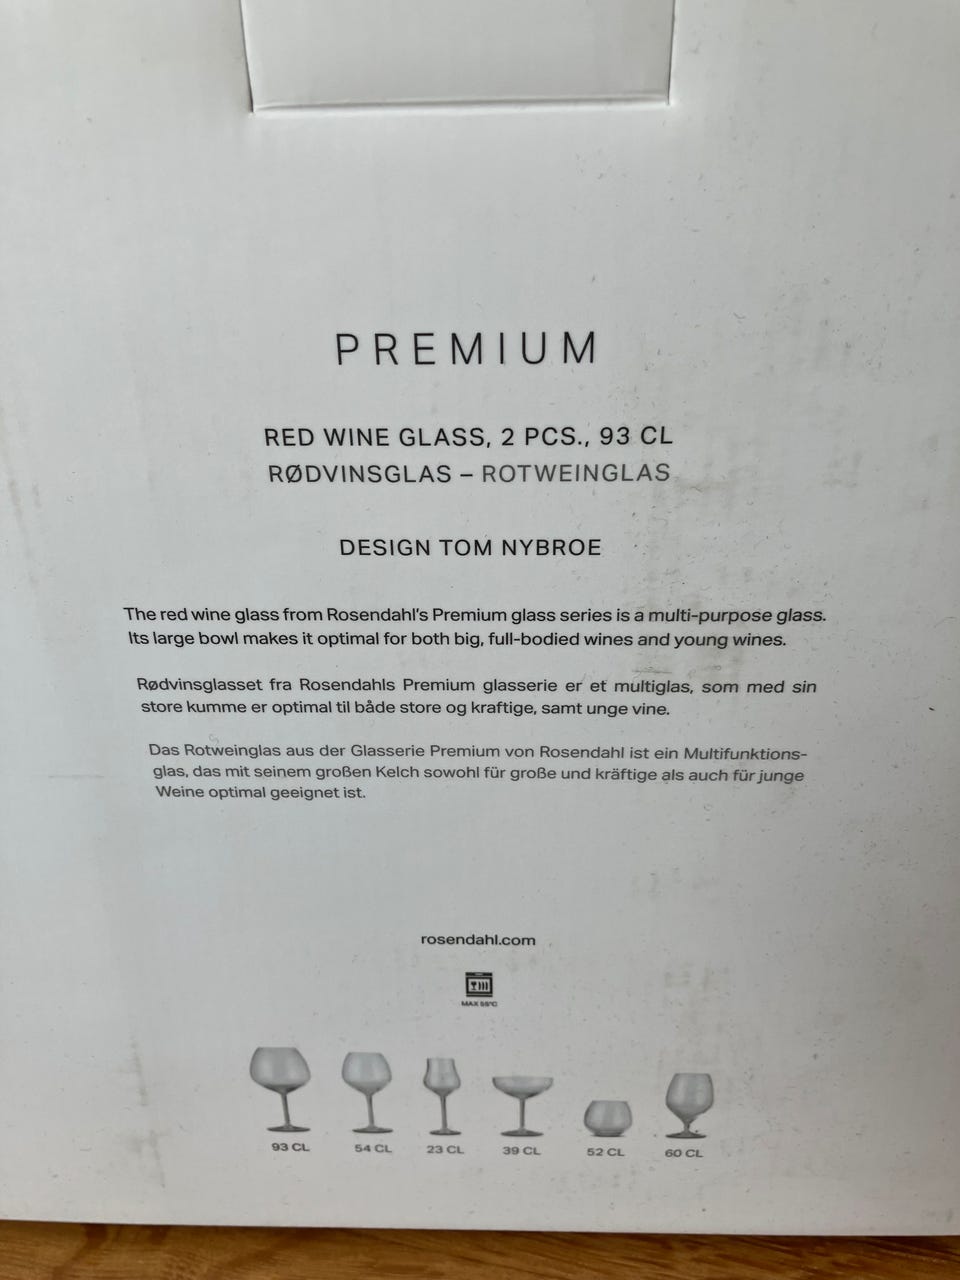 PREMIUM
RED WINE GLASS, 2 PCS., 93 CL
RØDVINSGLAS – ROTWEINGLAS
DESIGN TOM NYBROE
The red wine glass from Rosendahl's Premium glass series is a multi-purpose glass.
Its large bowl makes it optimal for both big, full-bodied wines and young wines.
Rødvinsglasset fra Rosendahls Premium glasserie er et multiglas, som med sin
store kumme er optimal til både store og kraftige, samt unge vine.
Das Rotweinglas aus der Glasserie Premium von Rosendahl ist ein Multifunktions-
glas, das mit seinem großen Kelch sowohl für große und kräftige als auch für junge
Weine optimal geeignet ist.
rosendahl.com
MAX 55°C
93 CL 54 CL 23 CL 39 CL 52 CL 60 CL